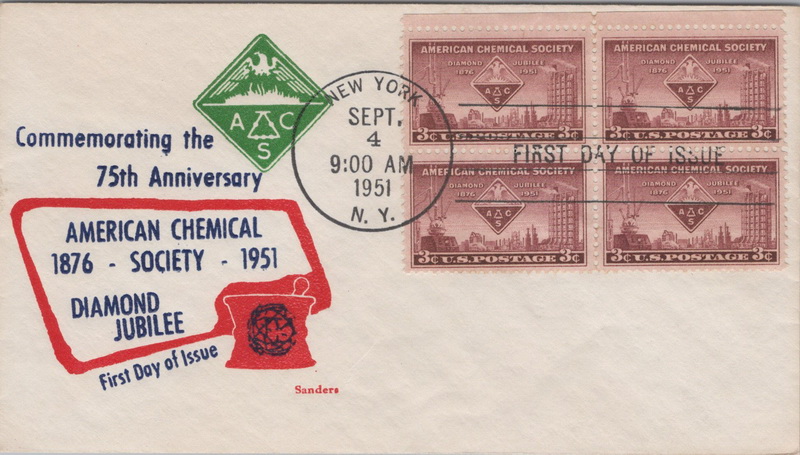 A C
S
Commemorating the
75th Anniversary
AMERICAN CHEMICAL
1876 - SOCIETY - 1951
DIAMOND
JUBILEE
First Day of Issue
Sanders
NEW YORK
SEPT.
4
9:00 AM
1951
N. Y.
FIRST DAY OF ISSUE
AMERICAN CHEMICAL SOCIETY
DIAMOND JUBILEE
1876 1951
A C
S
3¢ U.S. POSTAGE 3¢
AMERICAN CHEMICAL SOCIETY
DIAMOND JUBILEE
1876 1951
A C
S
3¢ U.S. POSTAGE 3¢
AMERICAN CHEMICAL SOCIETY
DIAMOND JUBILEE
1876 1951
A C
S
3¢ U.S. POSTAGE 3¢
AMERICAN CHEMICAL SOCIETY
DIAMOND JUBILEE
1876 1951
A C
S
3¢ U.S. POSTAGE 3¢